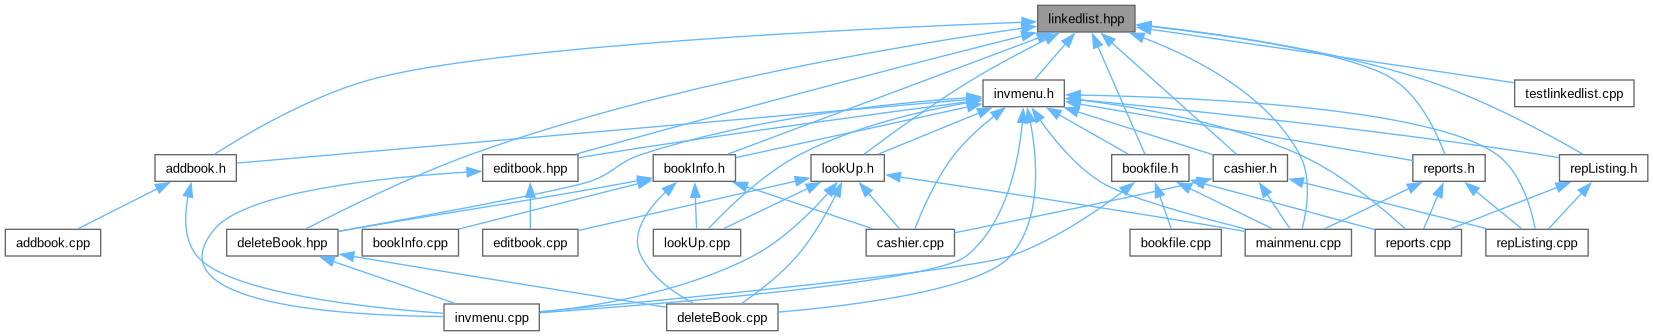 linkedlist.hpp
invmenu.h
testlinkedlist.cpp
addbook.h
editbook.hpp
bookInfo.h
lookUp.h
bookfile.h
cashier.h
reports.h
repListing.h
addbook.cpp
deleteBook.hpp
bookInfo.cpp
editbook.cpp
lookUp.cpp
cashier.cpp
bookfile.cpp
mainmenu.cpp
reports.cpp
repListing.cpp
invmenu.cpp
deleteBook.cpp